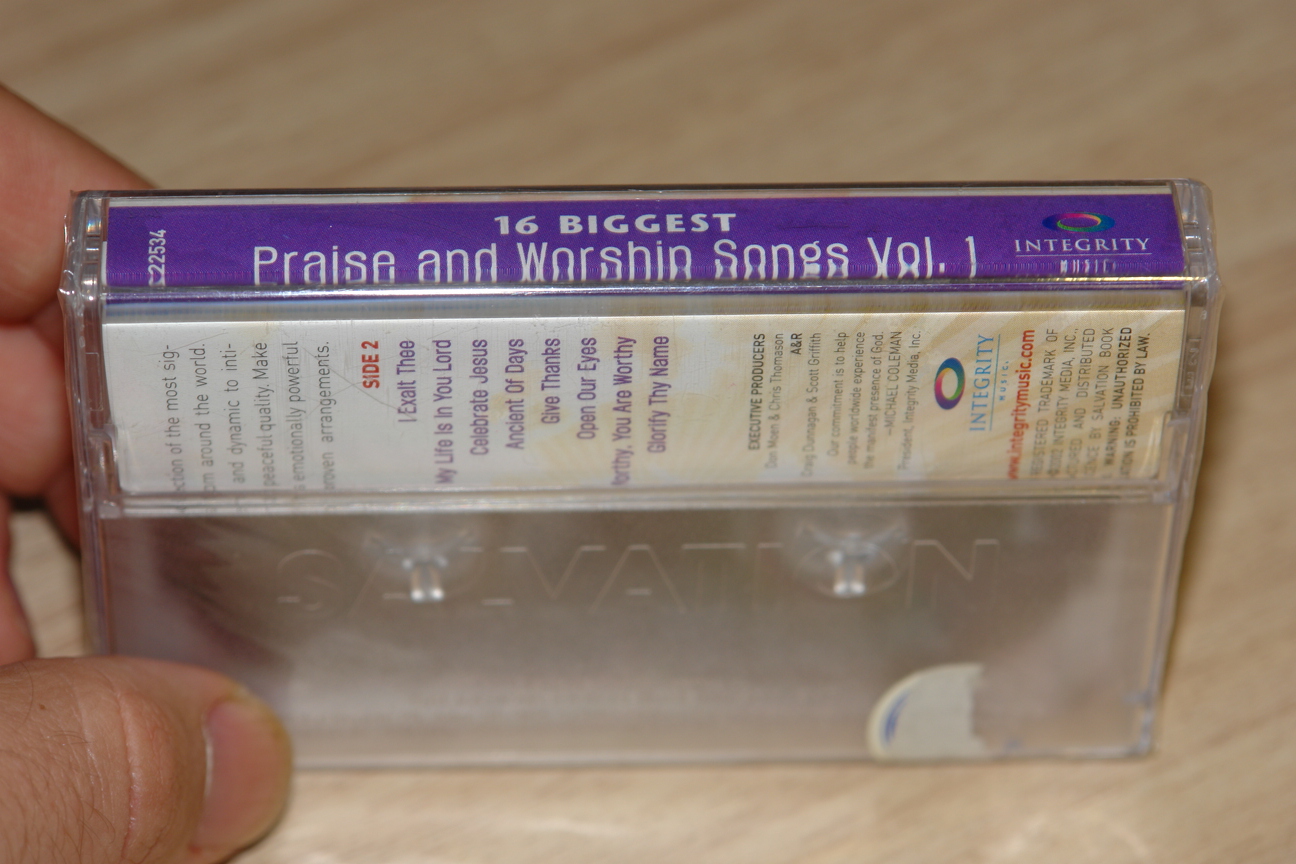 16 BIGGEST
Praise and Worship Songs Vol. 1
22534
INTEGRITY
MUSIC
of the most sig-
around the world.
and dynamic to inti-
peaceful quality. Make
emotionally powerful
arrangements.
SIDE 2
I Exalt Thee
My Life Is In You Lord
Celebrate Jesus
Ancient Of Days
Give Thanks
Open Our Eyes
You Are Worthy
Glorify Thy Name
EXECUTIVE PRODUCERS
Don Moen & Chris Thomason
A&R
Craig Dunnagan & Scott Griffith
Our commitment is to help
people worldwide experience
the manifest presence of God.
—MICHAEL COLEMAN
President, Integrity Media, Inc.
INTEGRITY
MUSIC
www.integritymusic.com
REGISTERED TRADEMARK OF
INTEGRITY MEDIA, INC.,
AND DISTRIBUTED
BY SALVATION BOOK
WARNING: UNAUTHORIZED
IS PROHIBITED BY LAW.
SALVATION